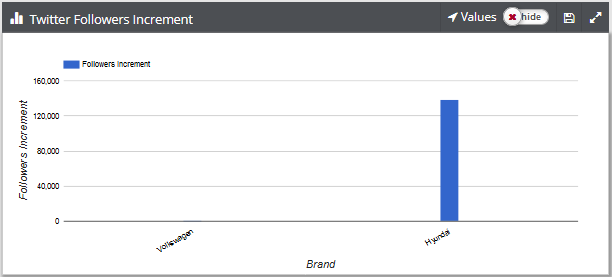 Twitter Followers Increment
Values
hide
Followers Increment
Followers Increment
160,000
120,000
80,000
40,000
0
Volkswagen
Hyundai
Brand